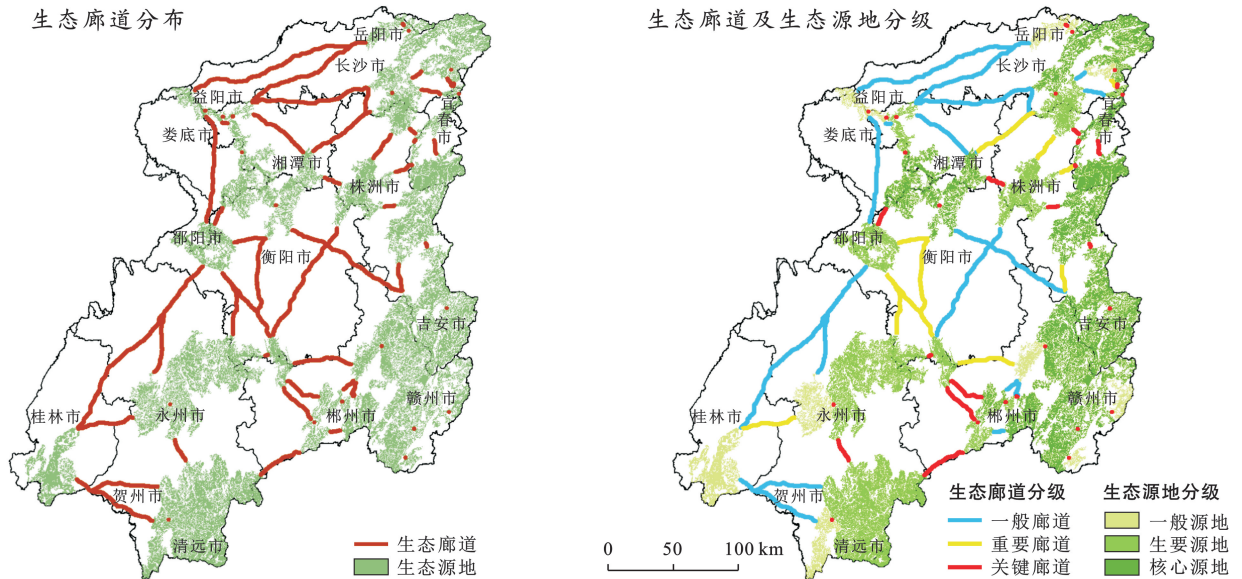 生态廊道分布
岳阳市
长沙市
益阳市
宜春市
娄底市
湘潭市
株洲市
邵阳市
衡阳市
吉安市
赣州市
桂林市
永州市
郴州市
贺州市
清远市
生态廊道
生态源地
生态廊道及生态源地分级
岳阳市
长沙市
益阳市
宜春市
娄底市
湘潭市
株洲市
邵阳市
衡阳市
吉安市
赣州市
桂林市
永州市
郴州市
贺州市
清远市
生态廊道分级
一般廊道
重要廊道
关键廊道
生态源地分级
一般源地
生要源地
核心源地
0 50 100 km